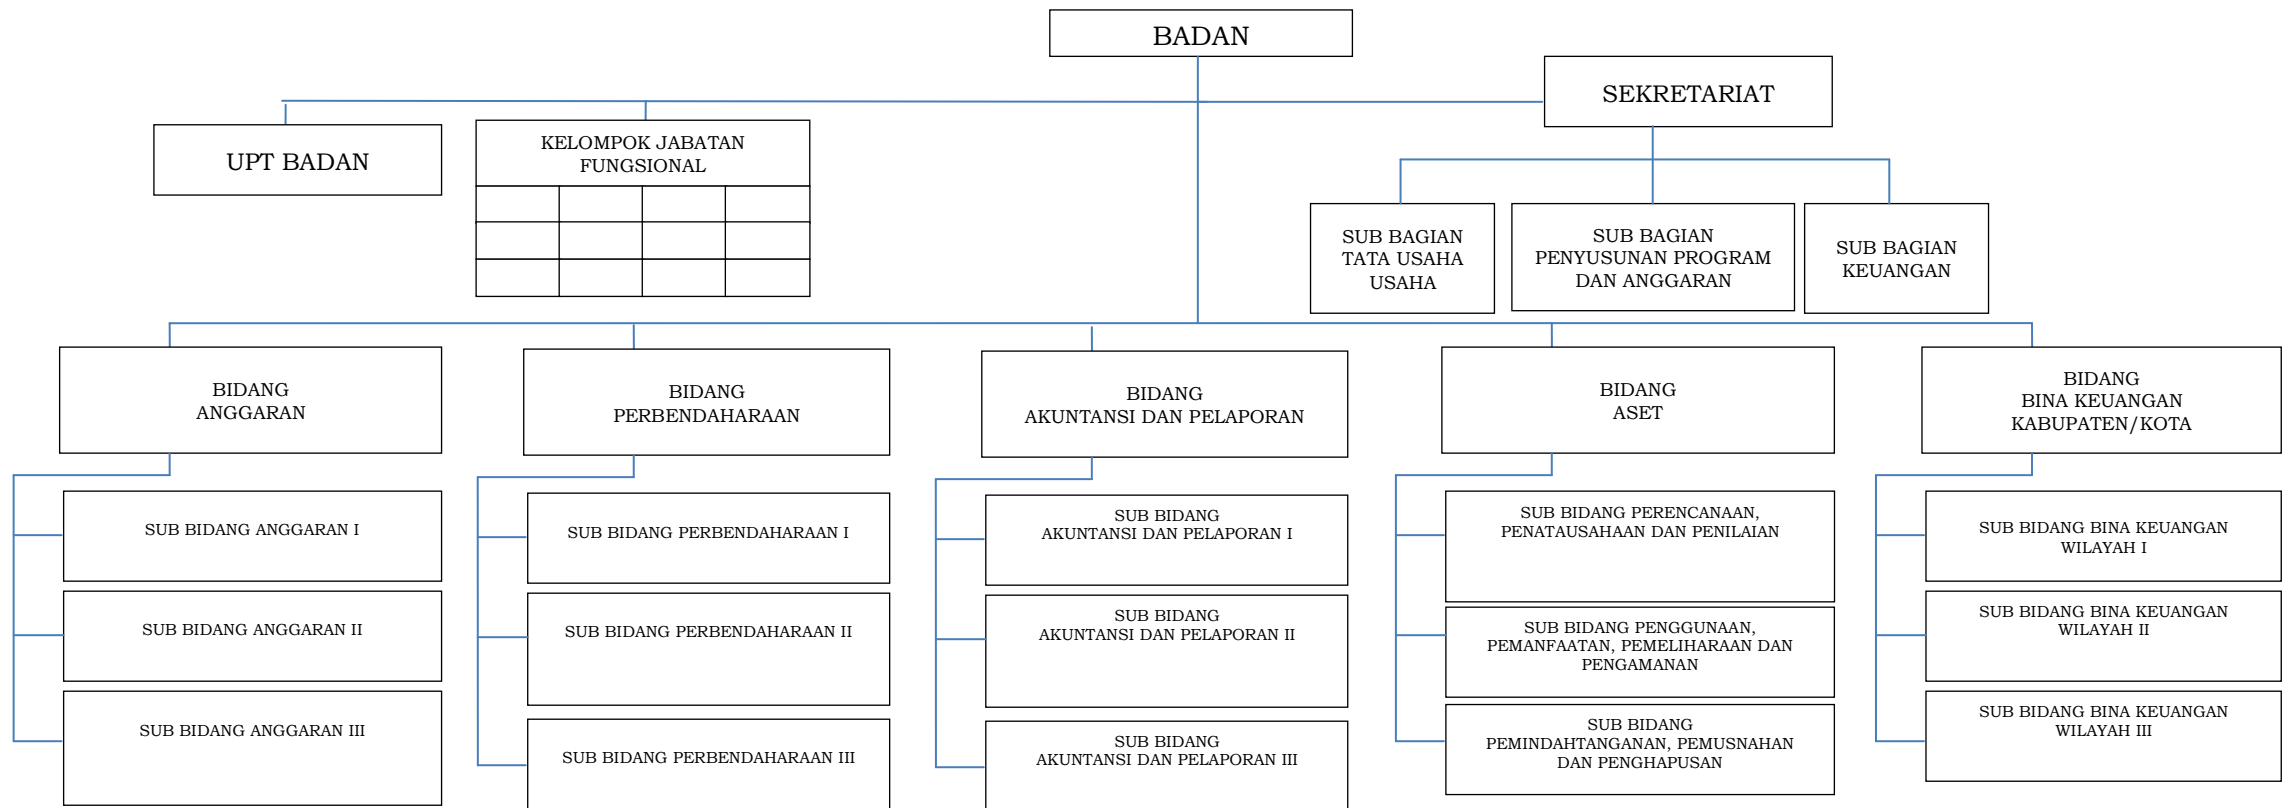 BADAN
SEKRETARIAT
UPT BADAN
KELOMPOK JABATAN
FUNGSIONAL
SUB BAGIAN
TATA USAHA
USAHA
SUB BAGIAN
PENYUSUNAN PROGRAM
DAN ANGGARAN
SUB BAGIAN
KEUANGAN
BIDANG
ANGGARAN
BIDANG
PERBENDAHARAAN
BIDANG
AKUNTANSI DAN PELAPORAN
BIDANG
ASET
BIDANG
BINA KEUANGAN
KABUPATEN/KOTA
SUB BIDANG ANGGARAN I
SUB BIDANG ANGGARAN II
SUB BIDANG ANGGARAN III
SUB BIDANG PERBENDAHARAAN I
SUB BIDANG PERBENDAHARAAN II
SUB BIDANG PERBENDAHARAAN III
SUB BIDANG
AKUNTANSI DAN PELAPORAN I
SUB BIDANG
AKUNTANSI DAN PELAPORAN II
SUB BIDANG
AKUNTANSI DAN PELAPORAN III
SUB BIDANG PERENCANAAN,
PENATAUSAHAAN DAN PENILAIAN
SUB BIDANG PENGGUNAAN,
PEMANFAATAN, PEMELIHARAAN DAN
PENGAMANAN
SUB BIDANG
PEMINDAHTANGANAN, PEMUSNAHAN
DAN PENGHAPUSAN
SUB BIDANG BINA KEUANGAN
WILAYAH I
SUB BIDANG BINA KEUANGAN
WILAYAH II
SUB BIDANG BINA KEUANGAN
WILAYAH III